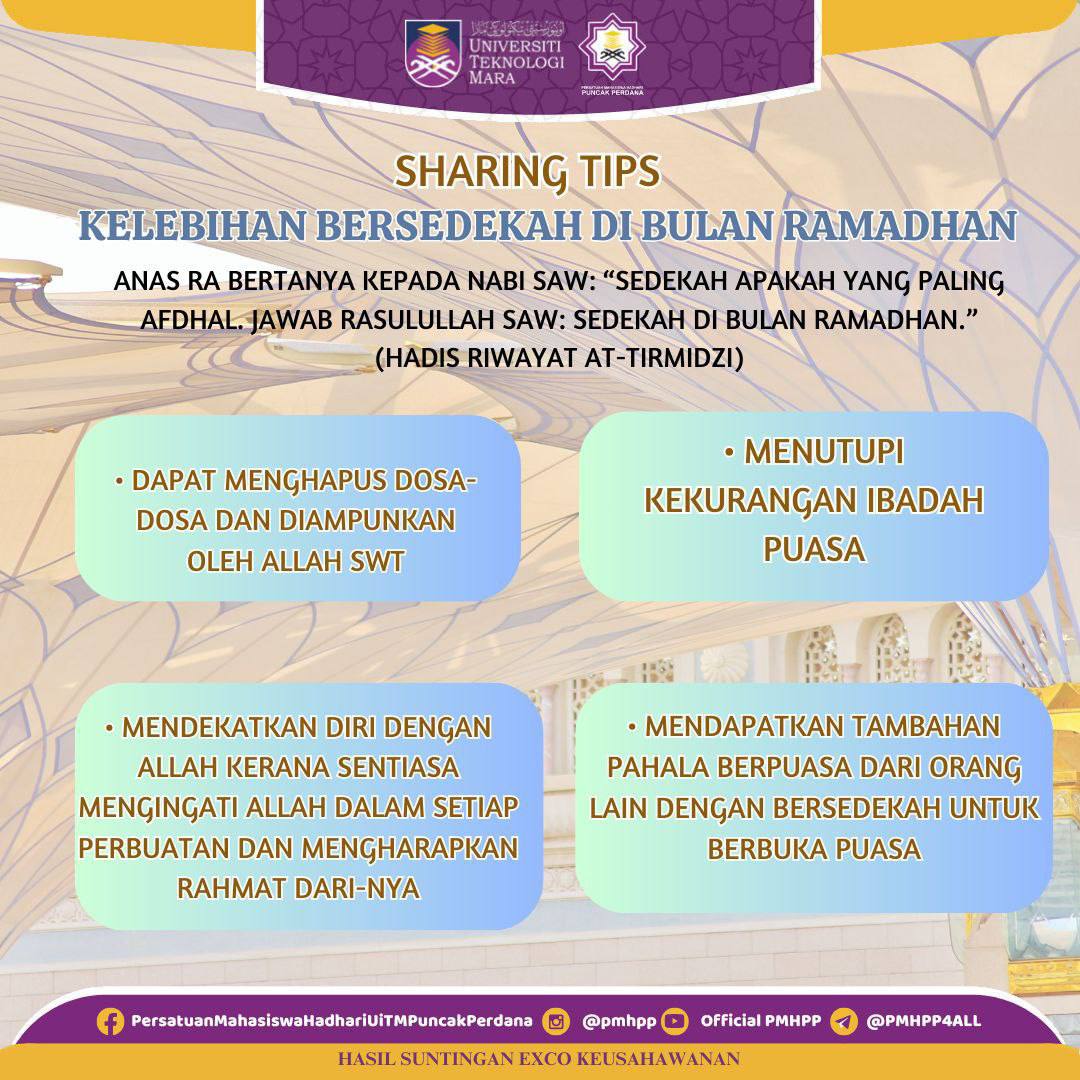 UNIVERSITI
TEKNOLOGI
MARA
PERSATUAN MAHASISWA HADHARI
PUNCAK PERDANA
SHARING TIPS
KELEBIHAN BERSEDEKAH DI BULAN RAMADHAN
ANAS RA BERTANYA KEPADA NABI SAW: “SEDEKAH APAKAH YANG PALING
AFDHAL. JAWAB RASULULLAH SAW: SEDEKAH DI BULAN RAMADHAN.”
(HADIS RIWAYAT AT-TIRMIDZI)
• DAPAT MENGHAPUS DOSA-
DOSA DAN DIAMPUNKAN
OLEH ALLAH SWT
• MENUTUPI
KEKURANGAN IBADAH
PUASA
• MENDEKATKAN DIRI DENGAN
ALLAH KERANA SENTIASA
MENGINGATI ALLAH DALAM SETIAP
PERBUATAN DAN MENGHARAPKAN
RAHMAT DARI-NYA
• MENDAPATKAN TAMBAHAN
PAHALA BERPUASA DARI ORANG
LAIN DENGAN BERSEDEKAH UNTUK
BERBUKA PUASA
PersatuanMahasiswaHadhariUiTMPuncakPerdana @pmhpp Official PMHPP @PMHPP4ALL
HASIL SUNTINGAN EXCO KEUSAHAWANAN